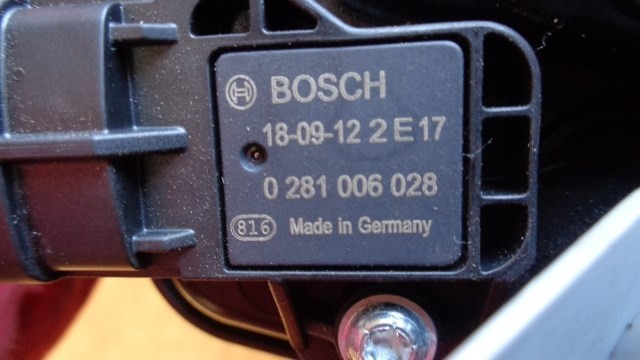 BOSCH
18-09-12 2 E 17
0 281 006 028
816 Made in Germany